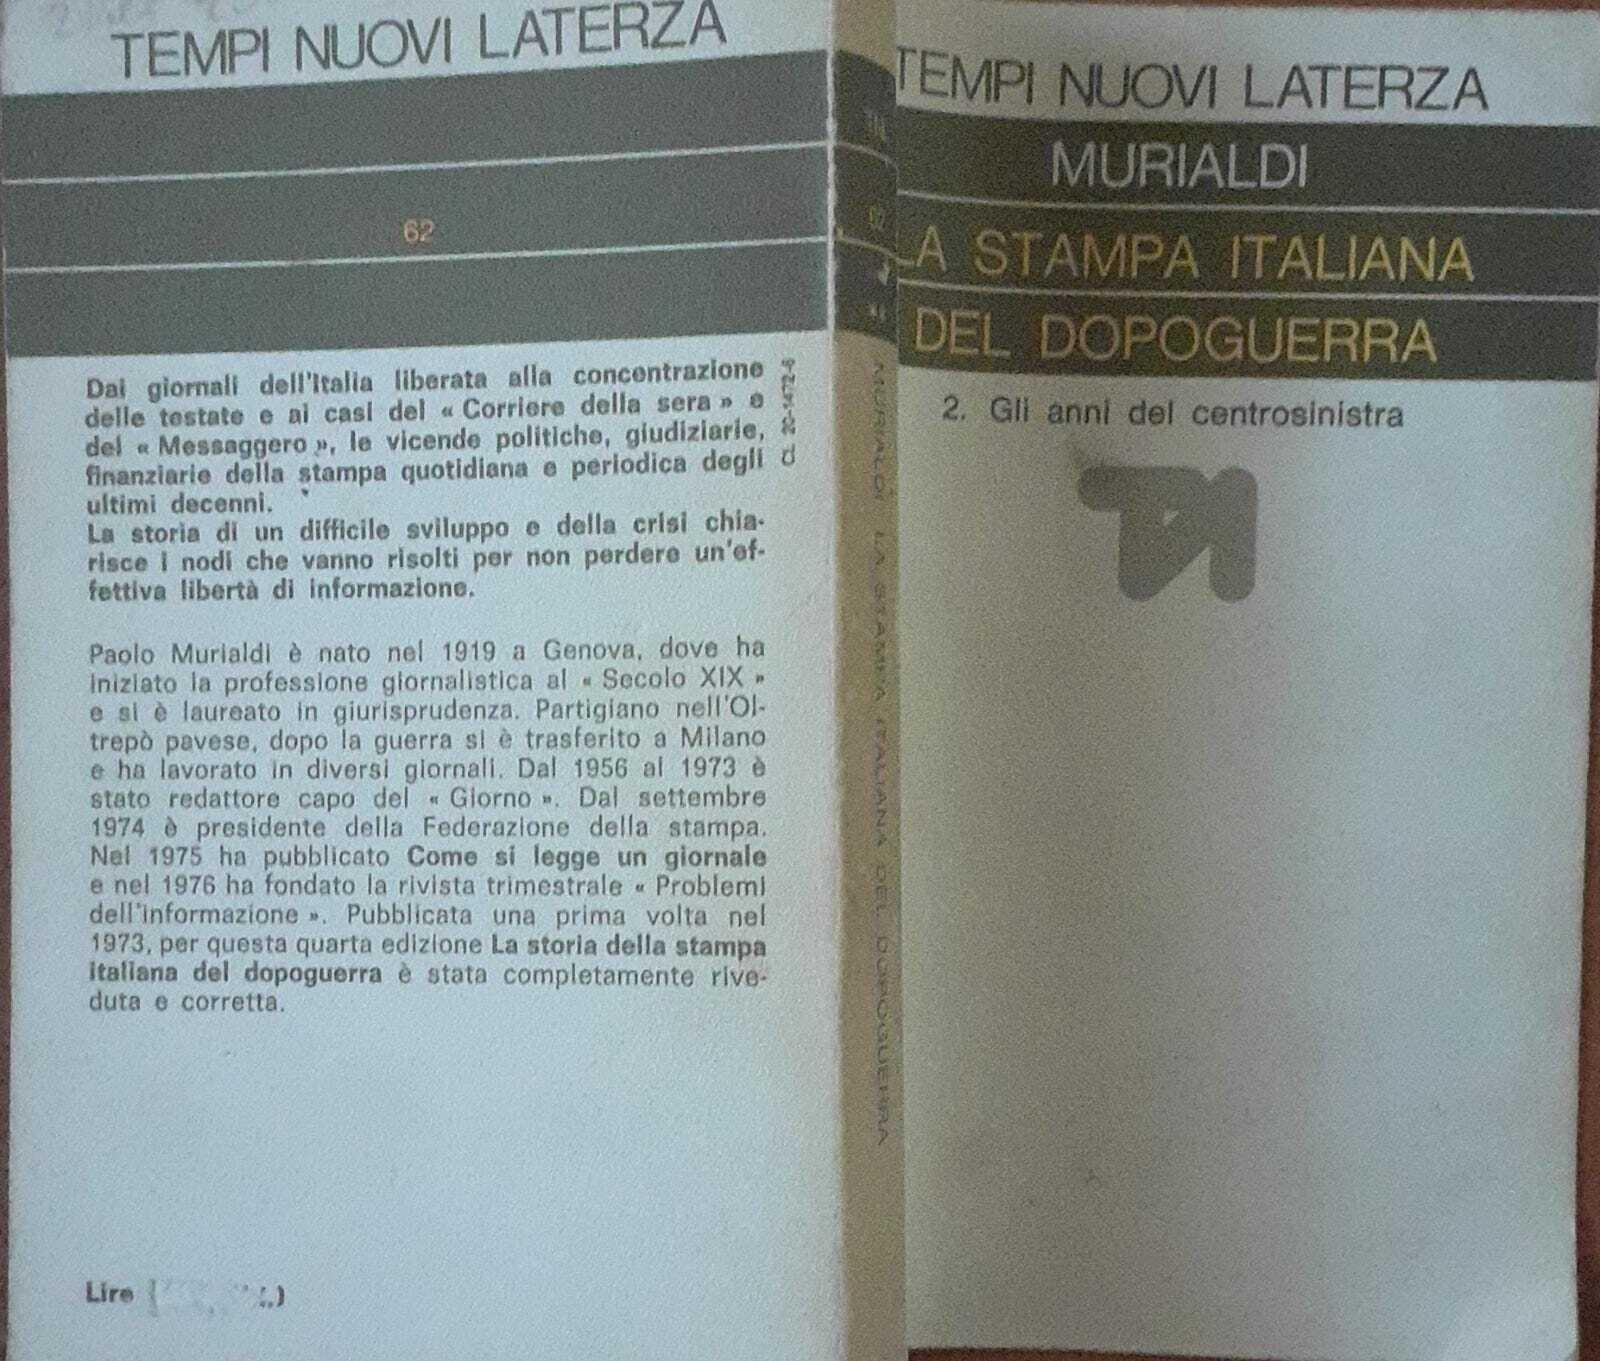 TEMPI NUOVI LATERZA
62
Dai giornali dell'Italia liberata alla concentrazione
delle testate e ai casi del « Corriere della sera » e
del « Messaggero », le vicende politiche, giudiziarie,
finanziarie della stampa quotidiana e periodica degli
ultimi decenni.
La storia di un difficile sviluppo e della crisi chia-
risce i nodi che vanno risolti per non perdere un'ef-
fettiva libertà di informazione.
Paolo Murialdi è nato nel 1919 a Genova, dove ha
iniziato la professione giornalistica al « Secolo XIX »
e si è laureato in giurisprudenza. Partigiano nell'Ol-
trepò pavese, dopo la guerra si è trasferito a Milano
e ha lavorato in diversi giornali. Dal 1956 al 1973 è
stato redattore capo del « Giorno ». Dal settembre
1974 è presidente della Federazione della stampa.
Nel 1975 ha pubblicato Come si legge un giornale
e nel 1976 ha fondato la rivista trimestrale « Problemi
dell'informazione ». Pubblicata una prima volta nel
1973, per questa quarta edizione La storia della stampa
italiana del dopoguerra è stata completamente rive-
duta e corretta.
Lire
CL 20-1472-6
62
MURIALDI LA STAMPA ITALIANA DEL DOPOGUERRA
TEMPI NUOVI LATERZA
MURIALDI
LA STAMPA ITALIANA
DEL DOPOGUERRA
2. Gli anni del centrosinistra